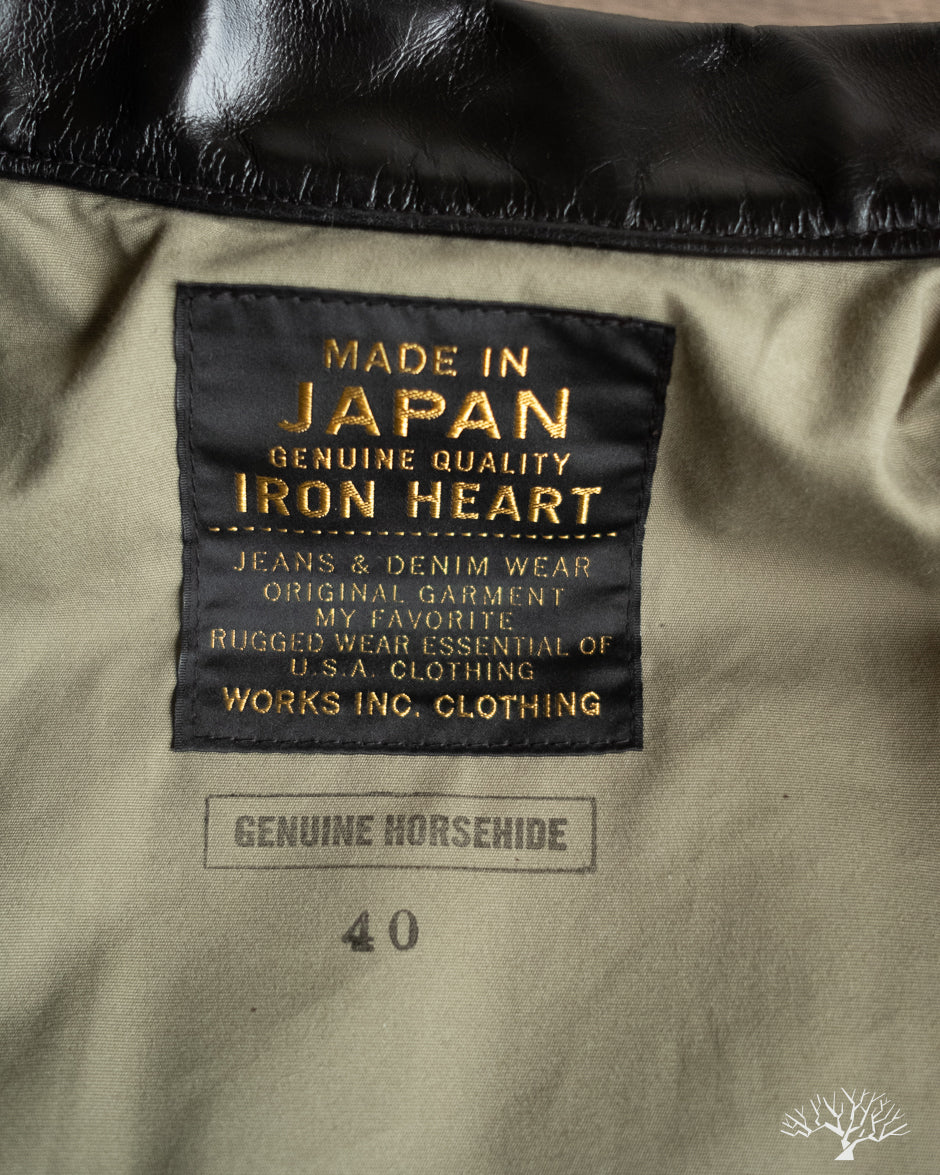 MADE IN
JAPAN
GENUINE QUALITY
IRON HEART
JEANS & DENIM WEAR
ORIGINAL GARMENT
MY FAVORITE
RUGGED WEAR ESSENTIAL OF
U.S.A. CLOTHING
WORKS INC. CLOTHING
GENUINE HORSEHIDE
40